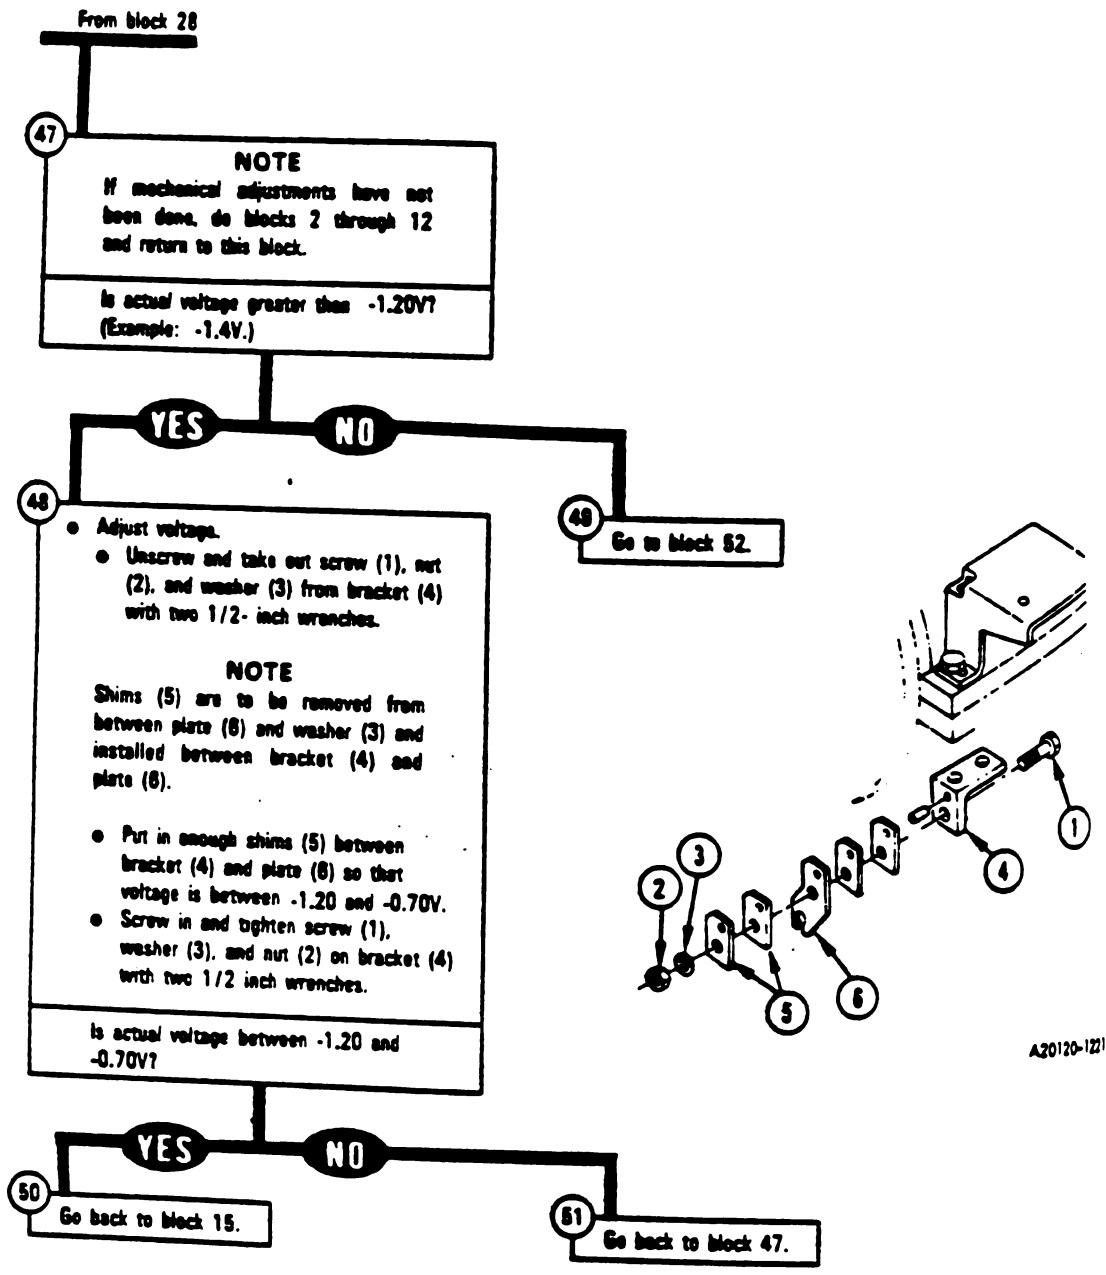 From block 28
47
NOTE
If mechanical adjustments have not
been done, do blocks 2 through 12
and return to this block.
Is actual voltage greater than -1.20V?
(Example: -1.4V.)
YES
NO
48
• Adjust voltage.
• Unscrew and take out screw (1), nut
(2), and washer (3) from bracket (4)
with two 1/2- inch wrenches.
NOTE
Shims (5) are to be removed from
between plate (6) and washer (3) and
installed between bracket (4) and
plate (6).
• Put in enough shims (5) between
bracket (4) and plate (6) so that
voltage is between -1.20 and -0.70V.
• Screw in and tighten screw (1),
washer (3), and nut (2) on bracket (4)
with two 1/2 inch wrenches.
Is actual voltage between -1.20 and
-0.70V?
49
Go to block 52.
1
4
3
2
6
5
A20120-1221
YES
NO
50
Go back to block 15.
51
Go back to block 47.